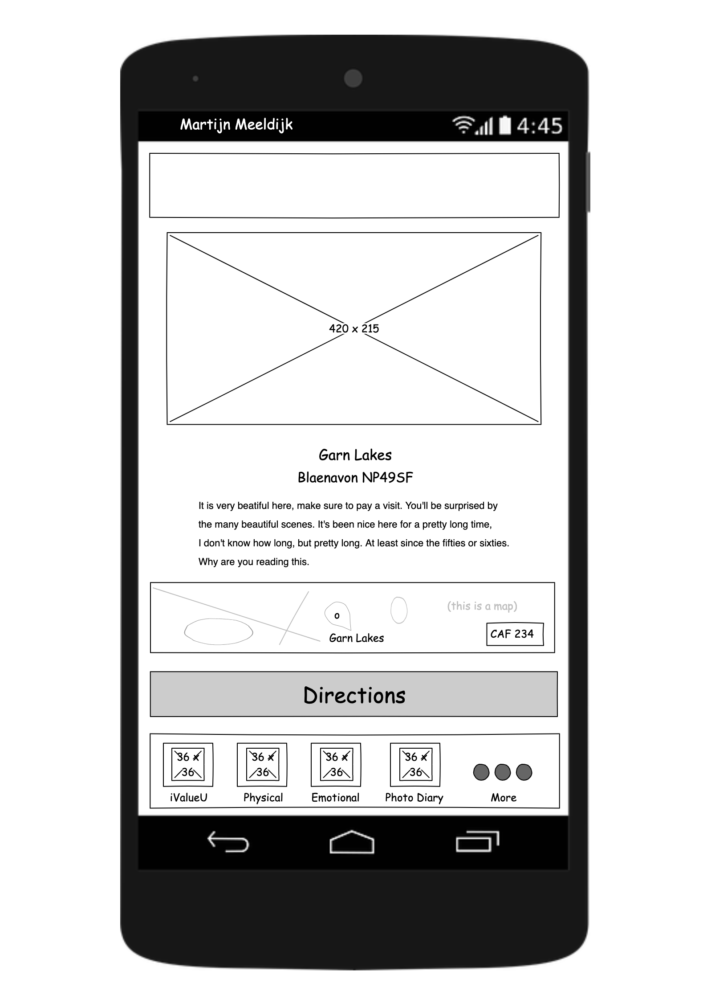 Martijn Meeldijk
4:45
420 x 215
Garn Lakes
Blaenavon NP49SF
It is very beatiful here, make sure to pay a visit. You'll be surprised by
the many beautiful scenes. It's been nice here for a pretty long time,
I don't know how long, but pretty long. At least since the fifties or sixties.
Why are you reading this.
(this is a map)
o
Garn Lakes
CAF 234
Directions
36 x
36
36 x
36
36 x
36
36 x
36
iValueU
Physical
Emotional
Photo Diary
More